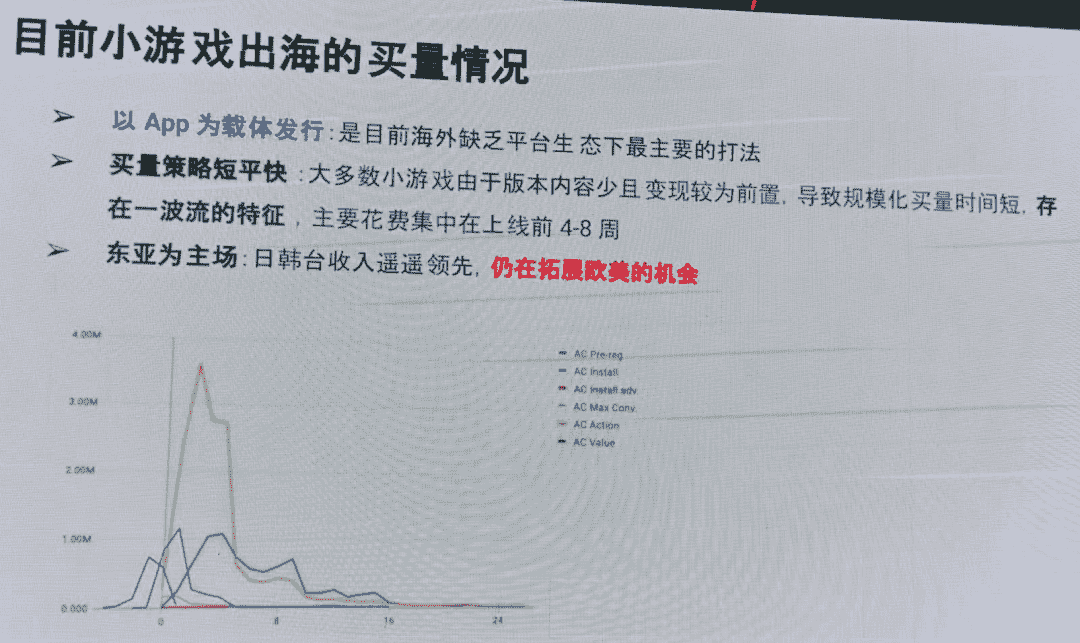 目前小游戏出海的买量情况
➢ 以 App 为载体发行:是目前海外缺乏平台生态下最主要的打法
➢ 买量策略短平快:大多数小游戏由于版本内容少且变现较为前置,导致规模化买量时间短,存
在一波流的特征,主要花费集中在上线前 4-8 周
➢ 东亚为主场:日韩台收入遥遥领先,仍在拓展欧美的机会
4.00M
3.00M
2.00M
1.00M
0.000
0 8 16 24
AC Pre-reg
AC Install
AC Install adv
AC Max Conv.
AC Action
AC Value